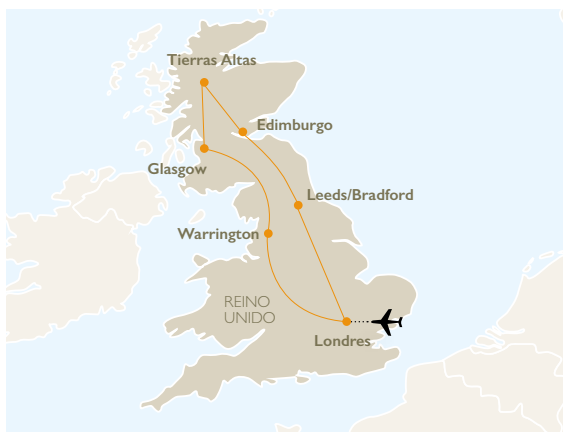 Tierras Altas
Edimburgo
Glasgow
Leeds/Bradford
Warrington
REINO
UNIDO
Londres